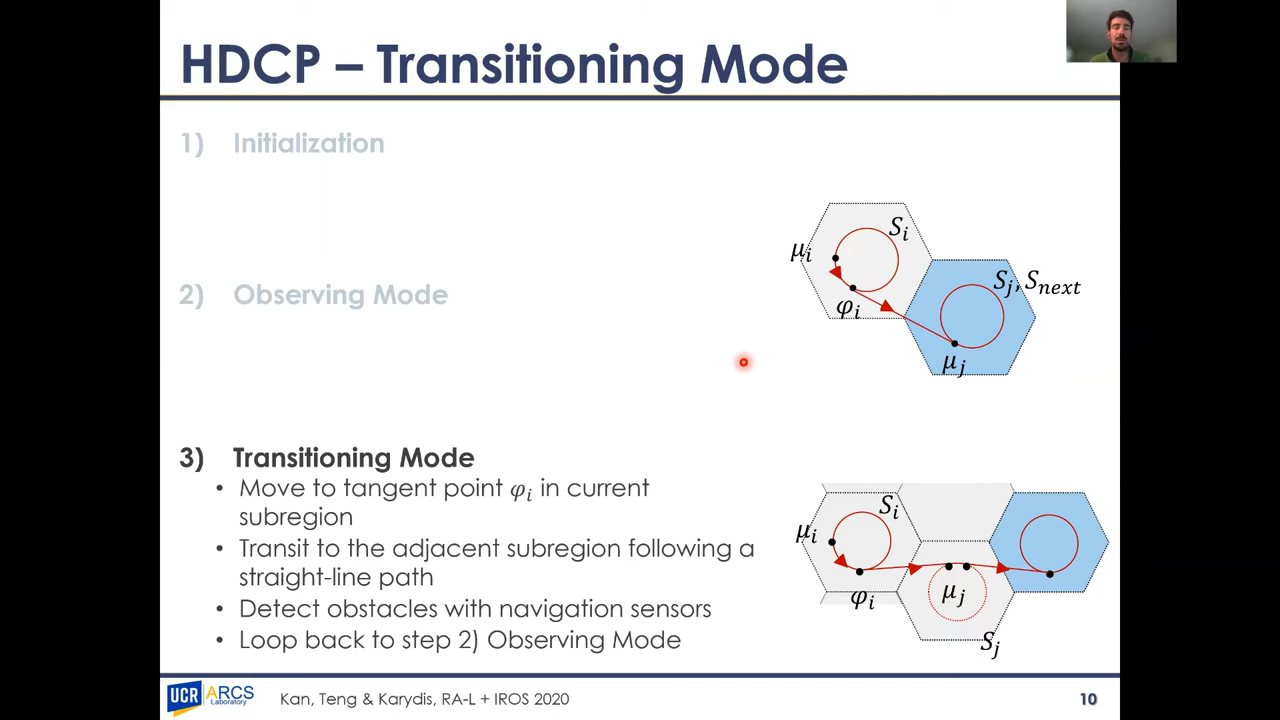 HDCP – Transitioning Mode
1) Initialization
2) Observing Mode
3) Transitioning Mode
• Move to tangent point φᵢ in current
subregion
• Transit to the adjacent subregion following a
straight-line path
• Detect obstacles with navigation sensors
• Loop back to step 2) Observing Mode
Sᵢ
μᵢ
φᵢ
Sⱼ, Sₙₑₓₜ
μⱼ
Sᵢ
μᵢ
φᵢ
μⱼ
Sⱼ
UCR ARCS
Laboratory
Kan, Teng & Karydis, RA-L + IROS 2020
10